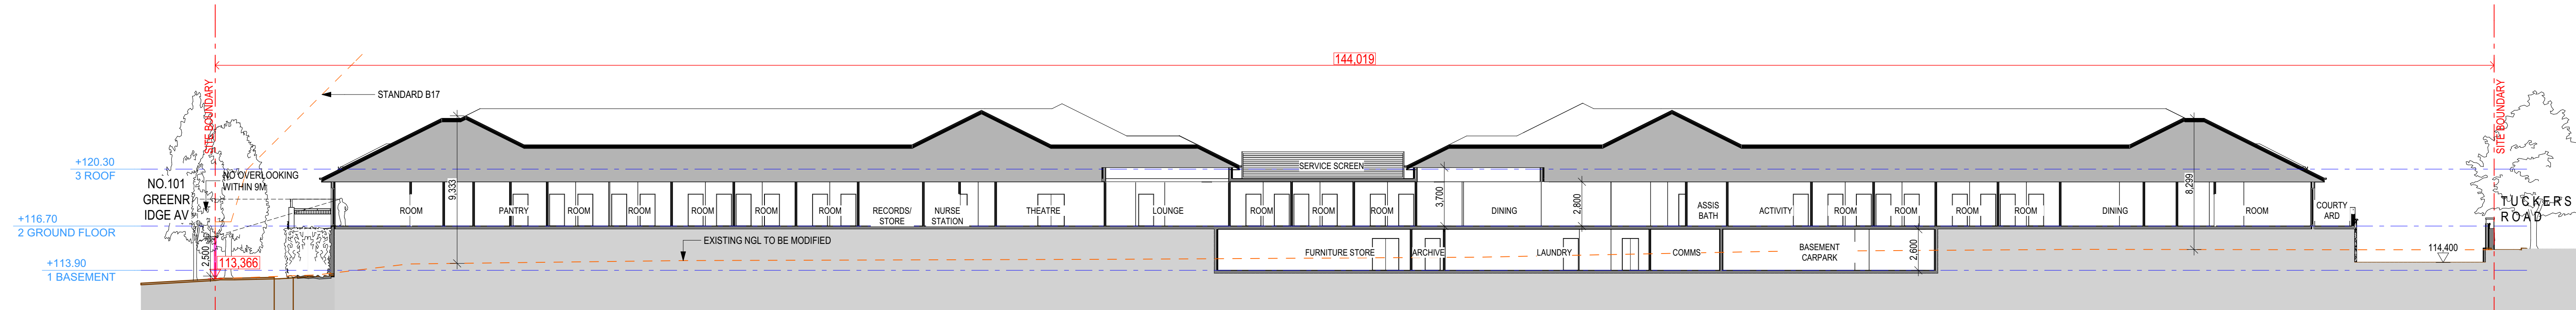 144,019
SITE BOUNDARY
STANDARD B17
SITE BOUNDARY
+120.30
3 ROOF
NO OVERLOOKING
WITHIN 9M
NO.101
GREENR
IDGE AV
SERVICE SCREEN
9,333
3,700
2,800
8,299
TUCKERS
ROAD
+116.70
2 GROUND FLOOR
ROOM
PANTRY
ROOM
ROOM
ROOM
ROOM
ROOM
RECORDS/
STORE
NURSE
STATION
THEATRE
LOUNGE
ROOM
ROOM
ROOM
DINING
ASSIS
BATH
ACTIVITY
ROOM
ROOM
ROOM
ROOM
DINING
ROOM
COURTY
ARD
EXISTING NGL TO BE MODIFIED
2,500
113,366
+113.90
1 BASEMENT
FURNITURE STORE
ARCHIVE
LAUNDRY
COMMS
BASEMENT
CARPARK
2,600
114,400